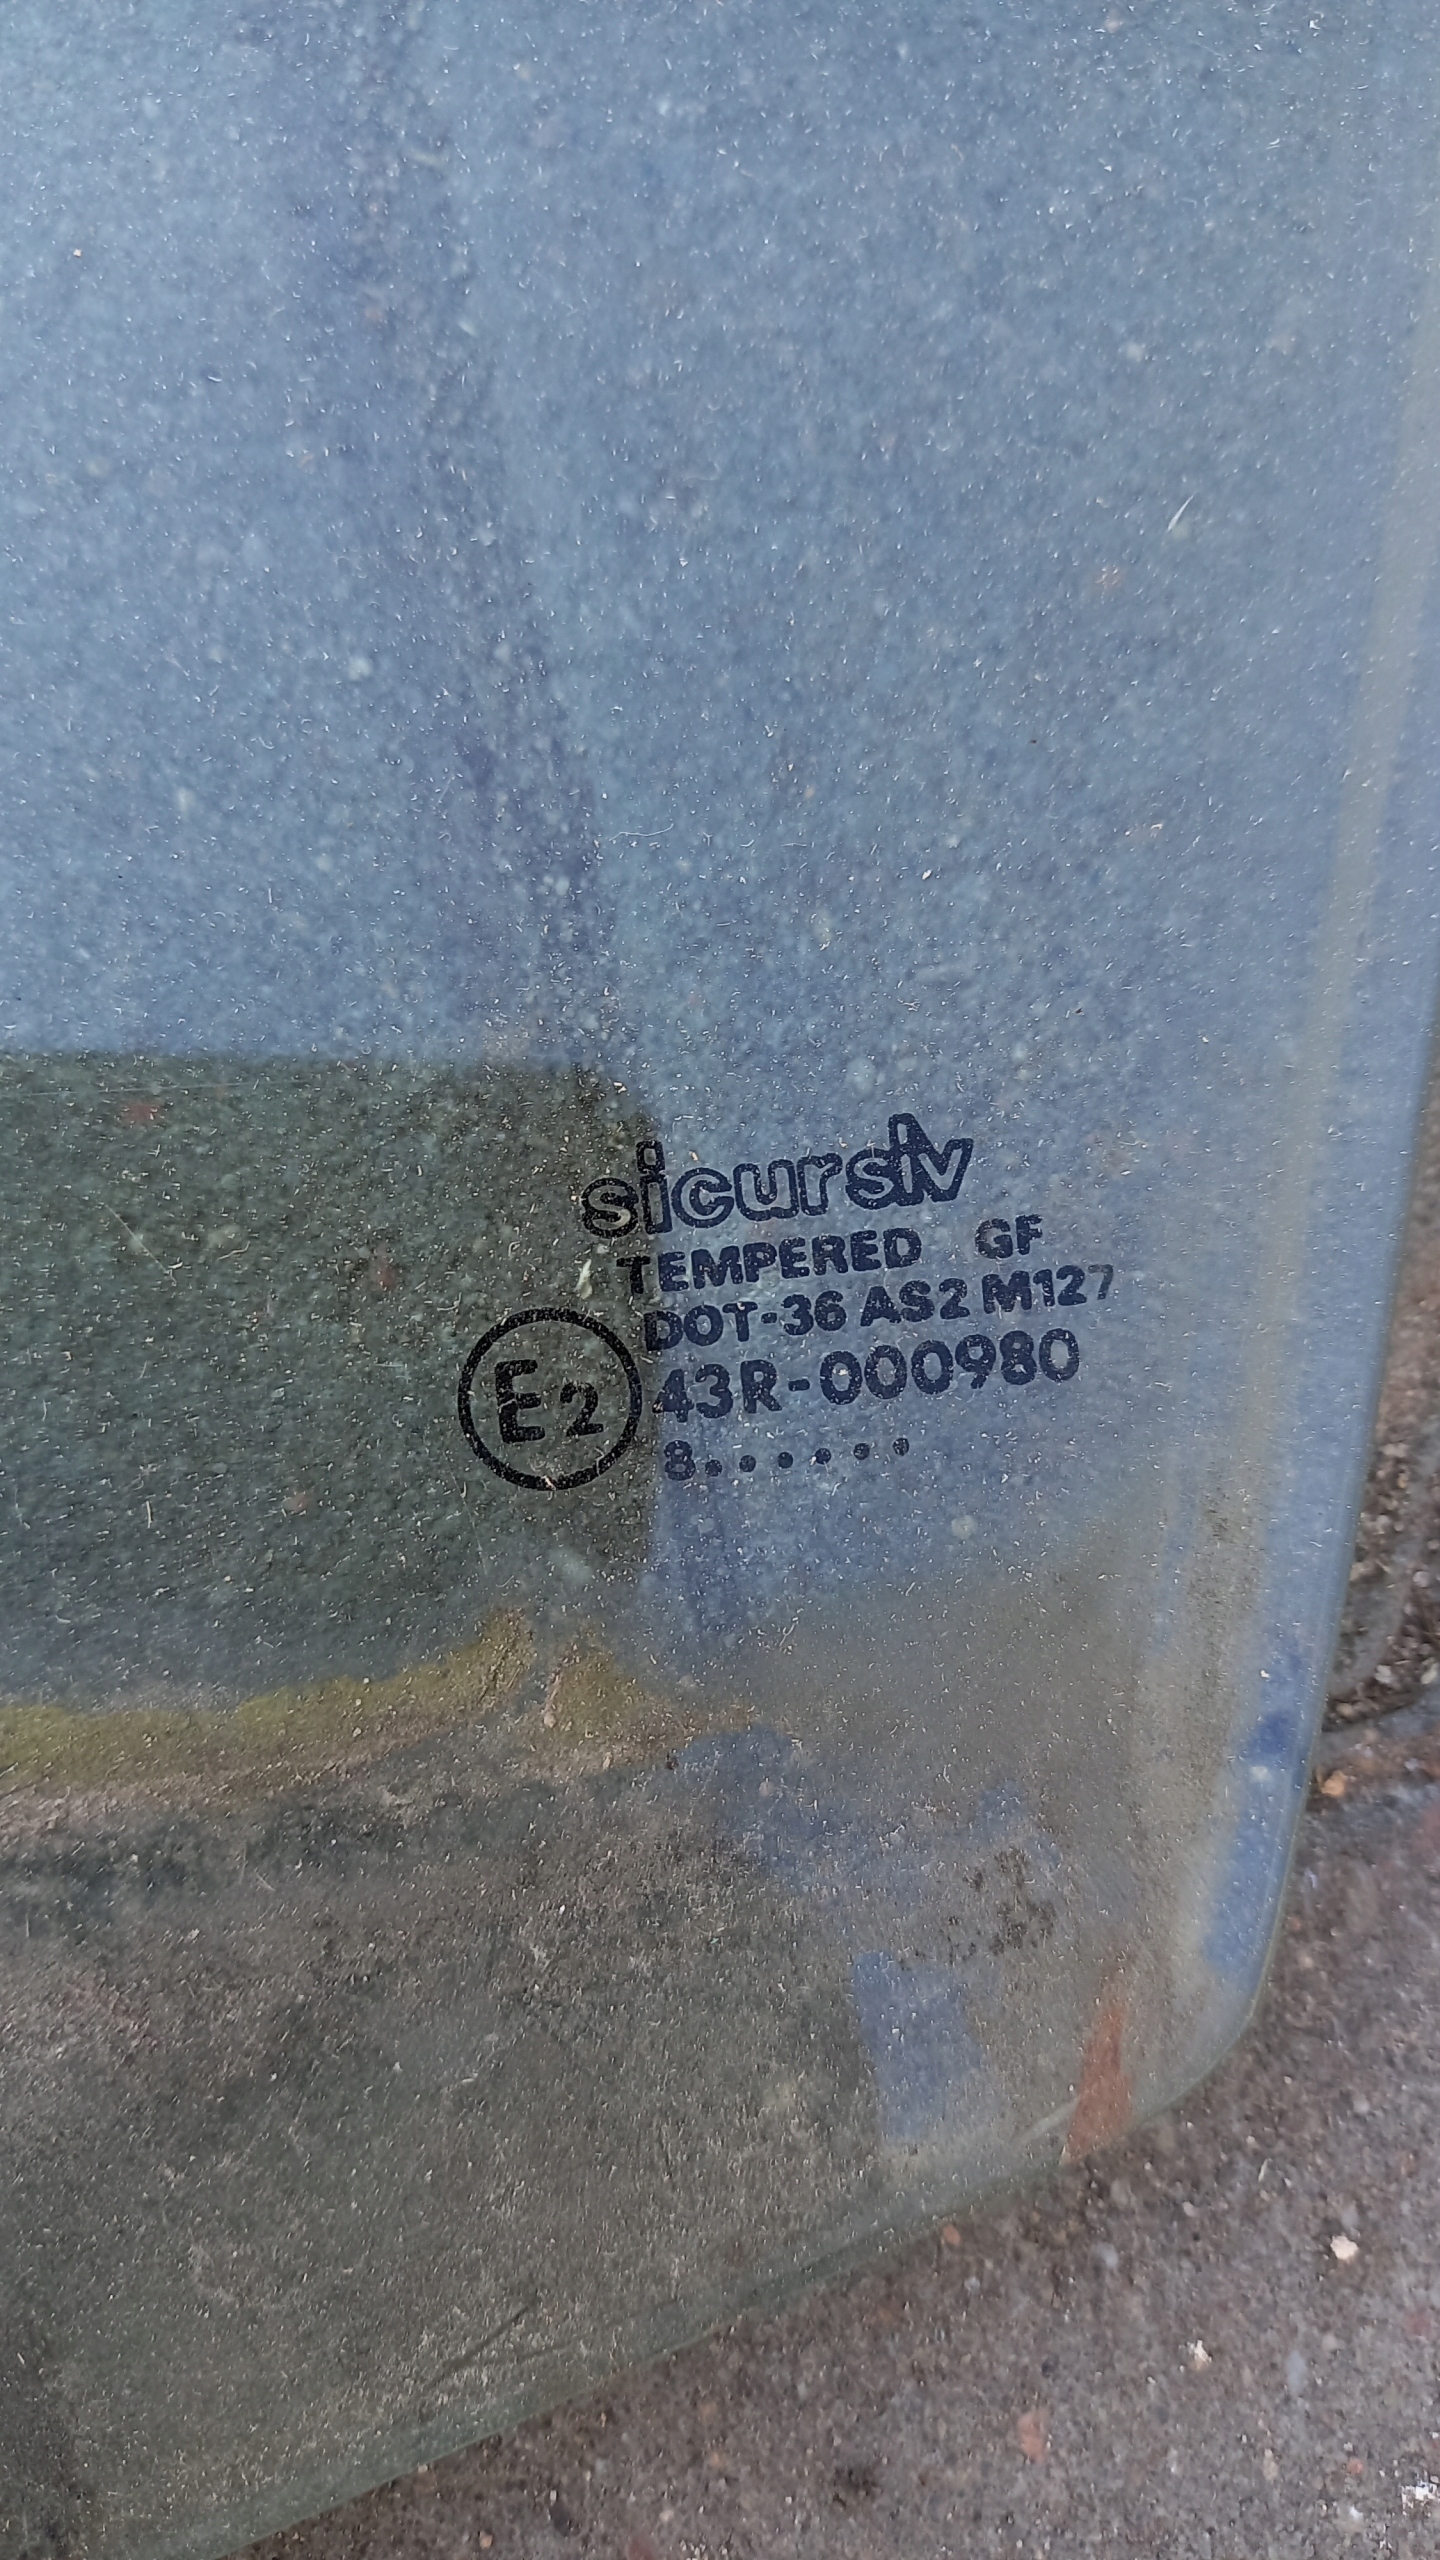 sicursiv
TEMPERED GF
DOT-36 AS2 M127
E2 43R-000980
8.......